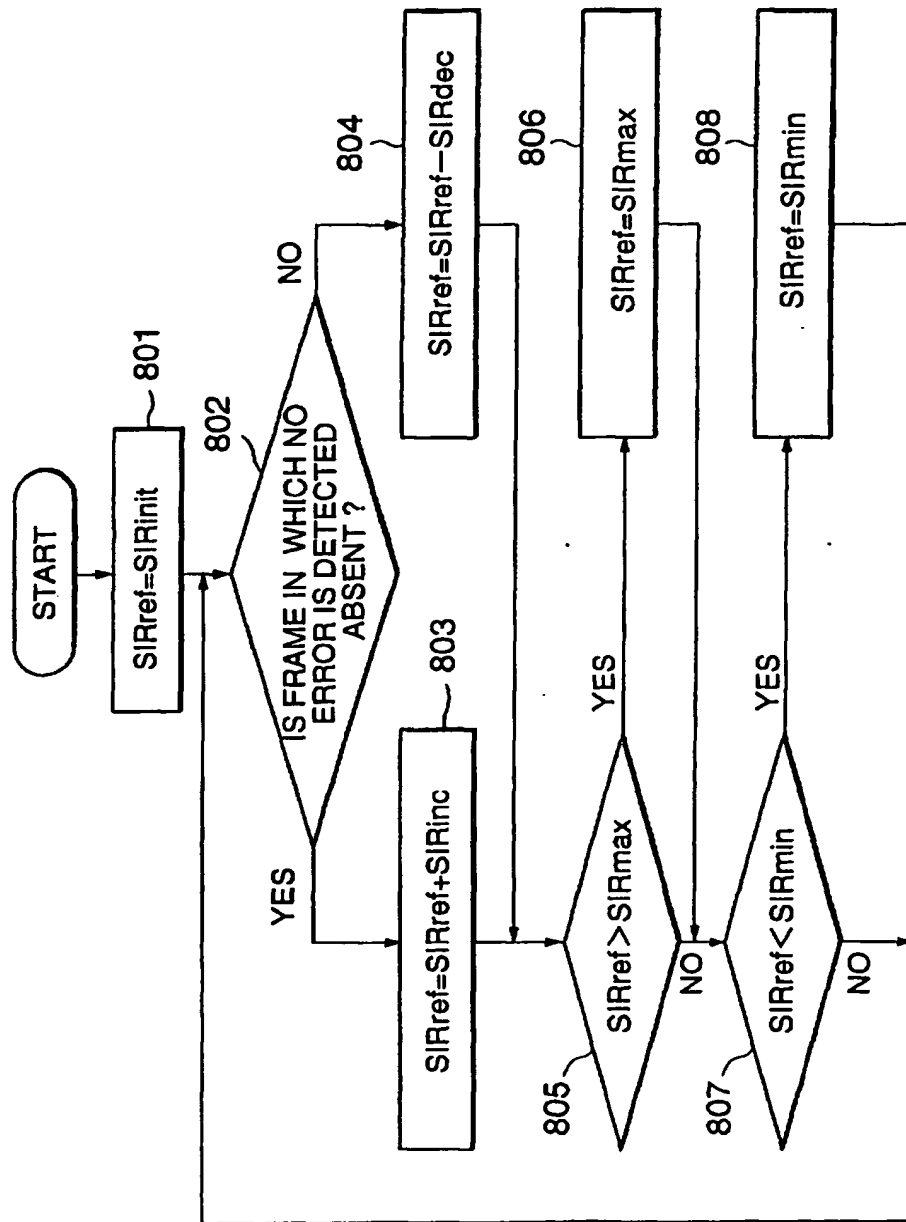 START
801
SIRref=SIRinit
802
IS FRAME IN WHICH NO
ERROR IS DETECTED
ABSENT ?
YES
NO
803
SIRref=SIRref+SIRinc
804
SIRref=SIRref−SIRdec
805
SIRref>SIRmax
YES
NO
806
SIRref=SIRmax
807
SIRref<SIRmin
YES
NO
808
SIRref=SIRmin